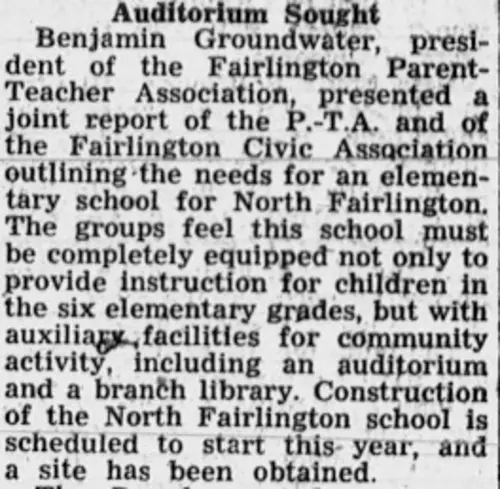 Auditorium Sought
Benjamin Groundwater, presi-
dent of the Fairlington Parent-
Teacher Association, presented a
joint report of the P.-T.A. and of
the Fairlington Civic Association
outlining the needs for an elemen-
tary school for North Fairlington.
The groups feel this school must
be completely equipped not only to
provide instruction for children in
the six elementary grades, but with
auxiliary facilities for community
activity, including an auditorium
and a branch library. Construction
of the North Fairlington school is
scheduled to start this year, and
a site has been obtained.